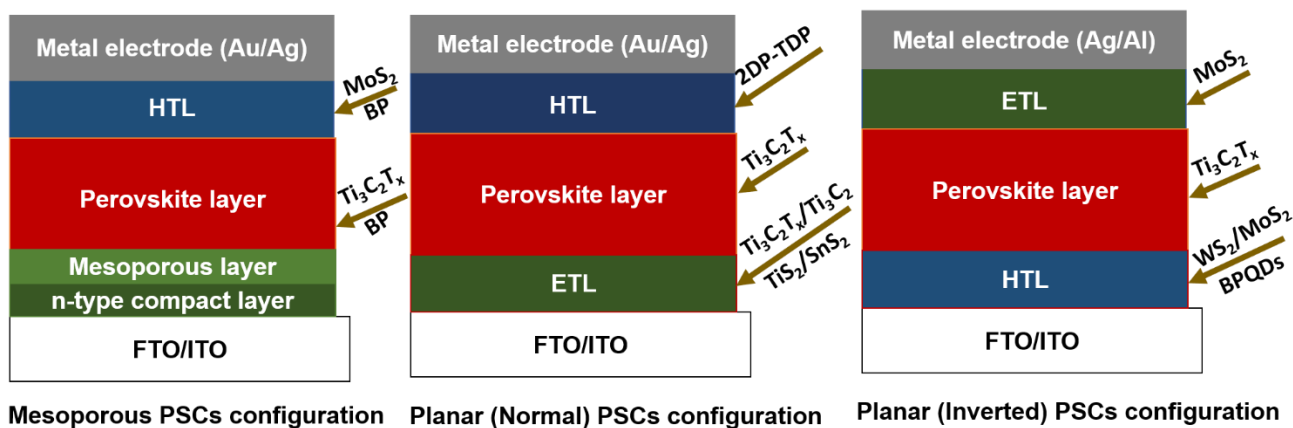 Metal electrode (Au/Ag)
HTL
MoS₂
BP
Perovskite layer
Ti₃C₂Tₓ
BP
Mesoporous layer
n-type compact layer
FTO/ITO
Mesoporous PSCs configuration
Metal electrode (Au/Ag)
HTL
2DP-TDP
Perovskite layer
Ti₃C₂Tₓ
Ti₃C₂Tₓ/Ti₃C₂
TiS₂/SnS₂
ETL
FTO/ITO
Planar (Normal) PSCs configuration
Metal electrode (Ag/Al)
ETL
MoS₂
Perovskite layer
Ti₃C₂Tₓ
HTL
WS₂/MoS₂
BPQDs
FTO/ITO
Planar (Inverted) PSCs configuration